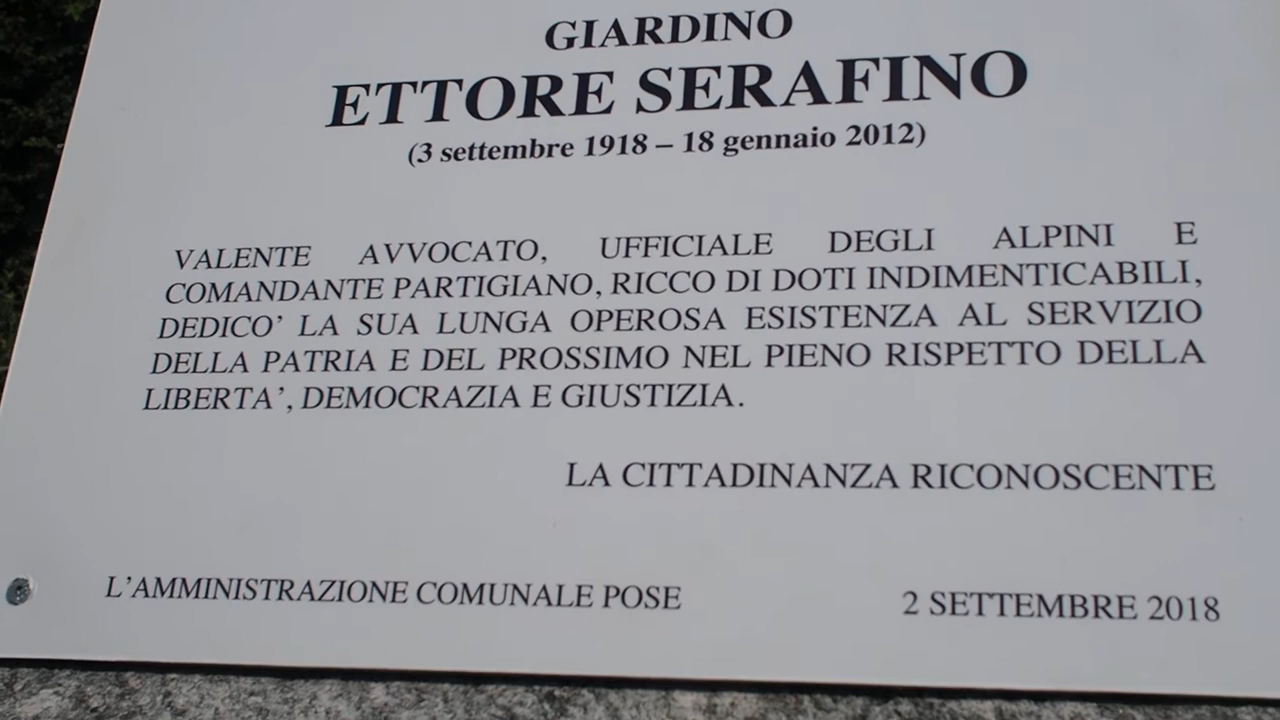 GIARDINO
ETTORE SERAFINO
(3 settembre 1918 – 18 gennaio 2012)
VALENTE AVVOCATO, UFFICIALE DEGLI ALPINI E
COMANDANTE PARTIGIANO, RICCO DI DOTI INDIMENTICABILI,
DEDICO’ LA SUA LUNGA OPEROSA ESISTENZA AL SERVIZIO
DELLA PATRIA E DEL PROSSIMO NEL PIENO RISPETTO DELLA
LIBERTA’, DEMOCRAZIA E GIUSTIZIA.
LA CITTADINANZA RICONOSCENTE
L’AMMINISTRAZIONE COMUNALE POSE 2 SETTEMBRE 2018